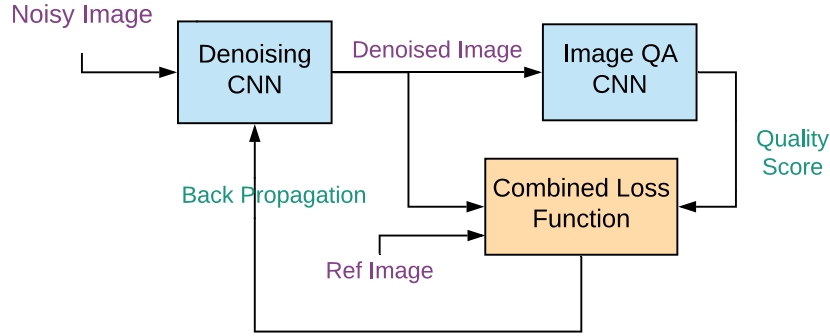 Noisy Image
Denoising
CNN
Denoised Image
Image QA
CNN
Quality
Score
Back Propagation
Combined Loss
Function
Ref Image